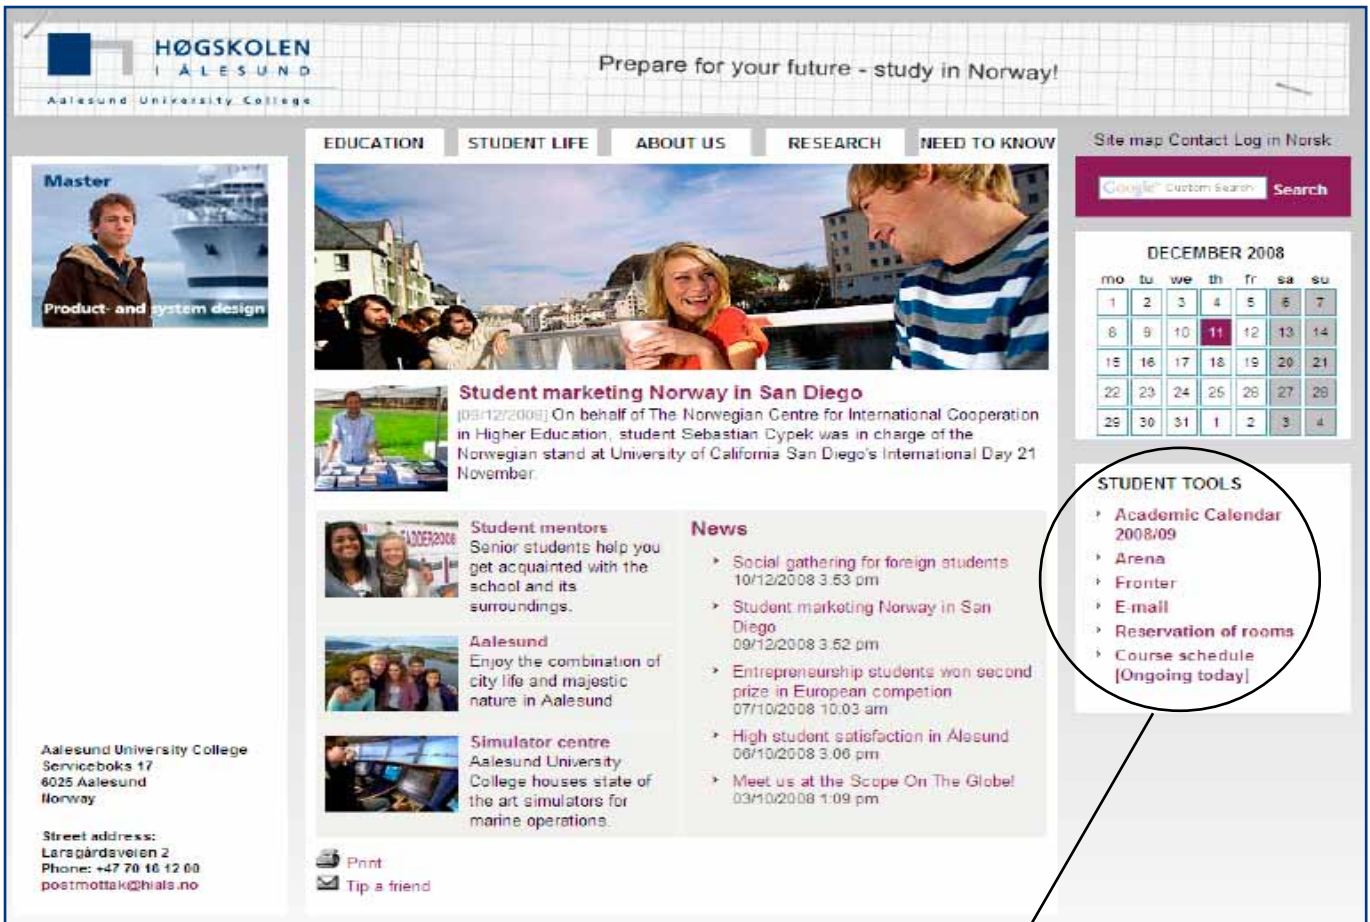 HØGSKOLEN
I ÅLESUND
Aalesund University College
Prepare for your future - study in Norway!
EDUCATION STUDENT LIFE ABOUT US RESEARCH NEED TO KNOW
Site map Contact Log in Norsk
Master
Product- and system design
Google Custom Search Search
DECEMBER 2008
mo tu we th fr sa su
1 2 3 4 5 6 7
8 9 10 11 12 13 14
15 16 17 18 19 20 21
22 23 24 25 26 27 28
29 30 31 1 2 3 4
Student marketing Norway in San Diego
[09/12/2008] On behalf of The Norwegian Centre for International Cooperation
in Higher Education, student Sebastian Cypek was in charge of the
Norwegian stand at University of California San Diego's International Day 21
November.
Student mentors
Senior students help you
get acquainted with the
school and its
surroundings.
Aalesund
Enjoy the combination of
city life and majestic
nature in Aalesund
Simulator centre
Aalesund University
College houses state of
the art simulators for
marine operations.
News
Social gathering for foreign students
10/12/2008 3:53 pm
Student marketing Norway in San
Diego
09/12/2008 3:52 pm
Entrepreneurship students won second
prize in European competion
07/10/2008 10:03 am
High student satisfaction in Ålesund
06/10/2008 3:06 pm
Meet us at the Scope On The Globe!
03/10/2008 1:09 pm
STUDENT TOOLS
Academic Calendar
2008/09
Arena
Fronter
E-mail
Reservation of rooms
Course schedule
[Ongoing today]
Aalesund University College
Serviceboks 17
6025 Aalesund
Norway
Street address:
Larsgårdsveien 2
Phone: +47 70 16 12 00
postmottak@hials.no
Print
Tip a friend